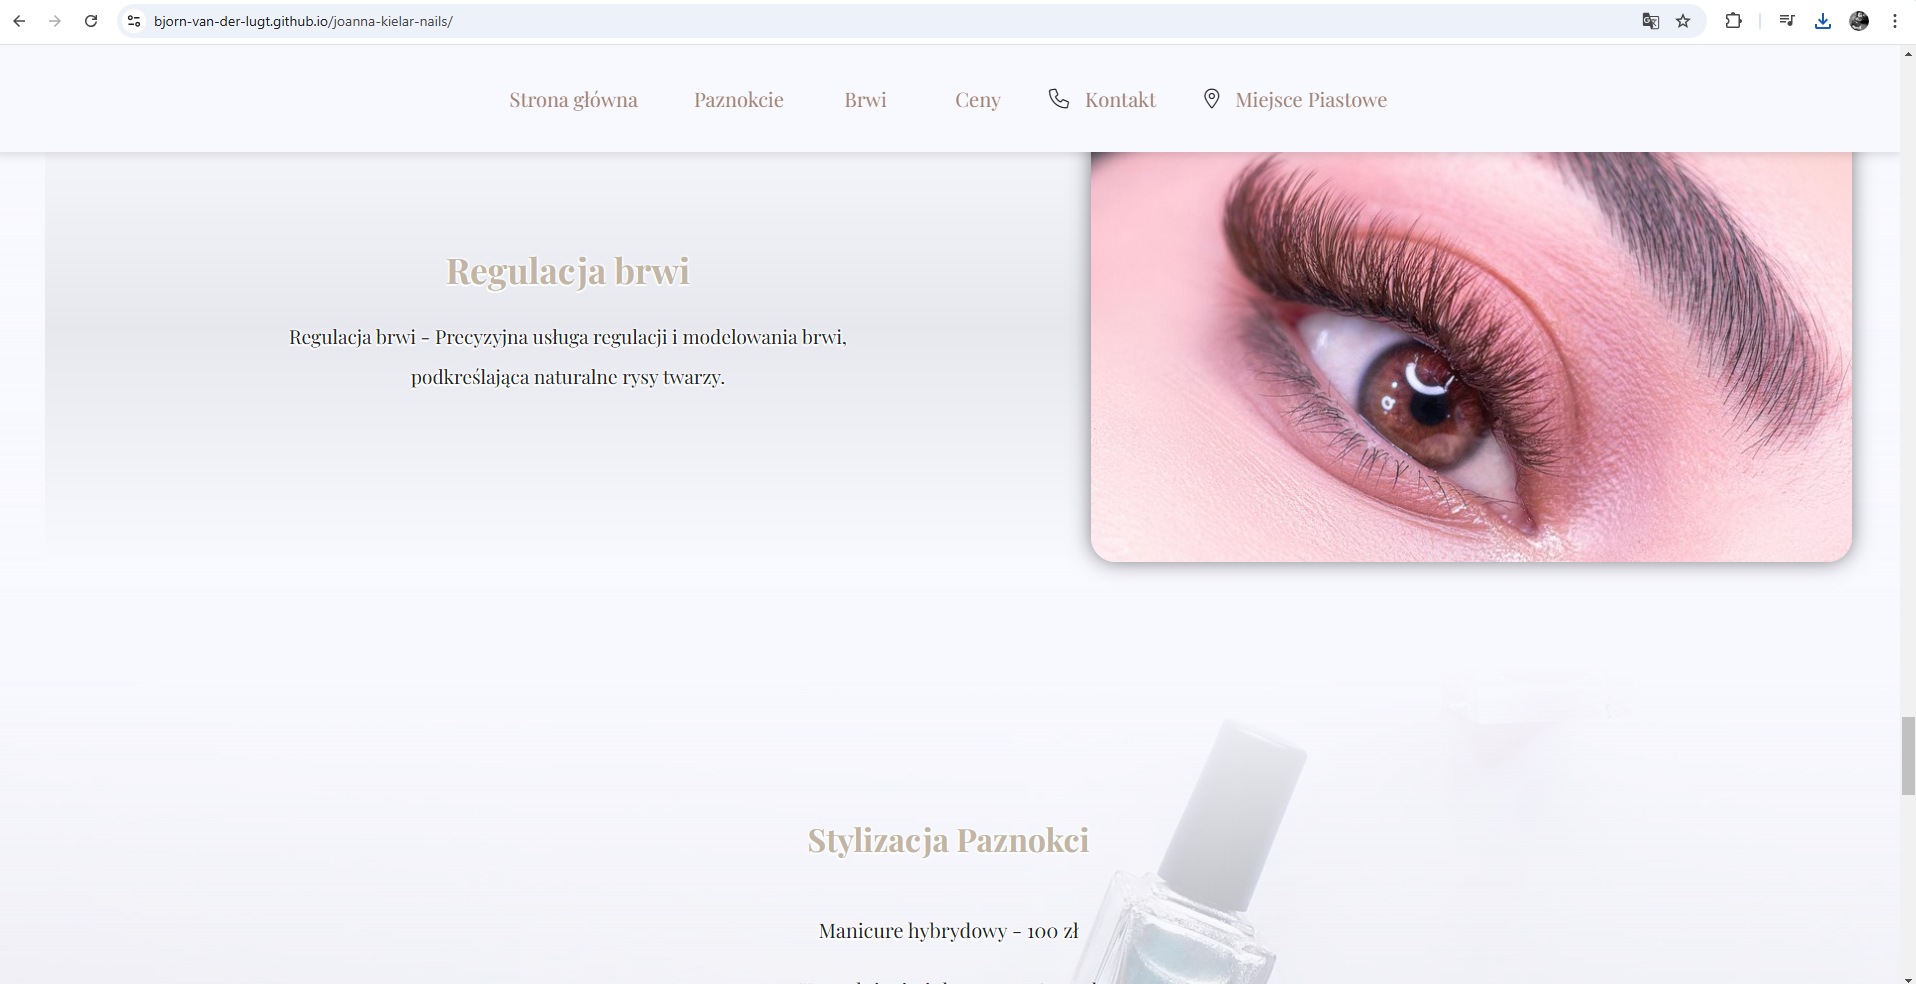 bjorn-van-der-lugt.github.io/joanna-kielar-nails/
Strona główna Paznokcie Brwi Ceny Kontakt Miejsce Piastowe
Regulacja brwi
Regulacja brwi - Precyzyjna usługa regulacji i modelowania brwi,
podkreślająca naturalne rysy twarzy.
Stylizacja Paznokci
Manicure hybrydowy - 100 zł